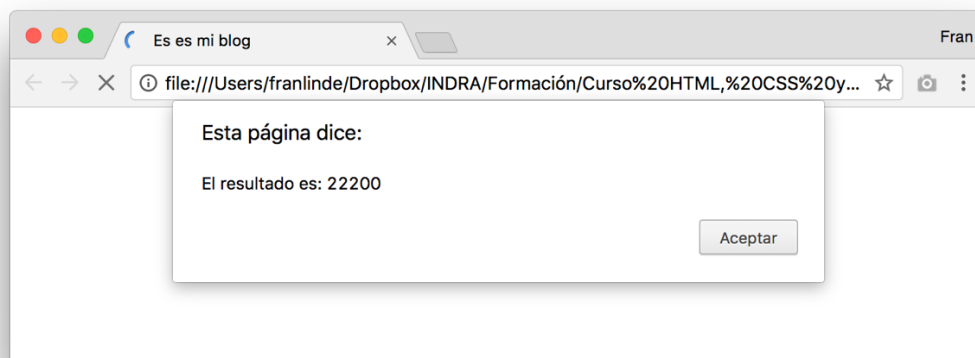 Es es mi blog
Fran
file:///Users/franlinde/Dropbox/INDRA/Formación/Curso%20HTML,%20CSS%20y...
Esta página dice:
El resultado es: 22200
Aceptar